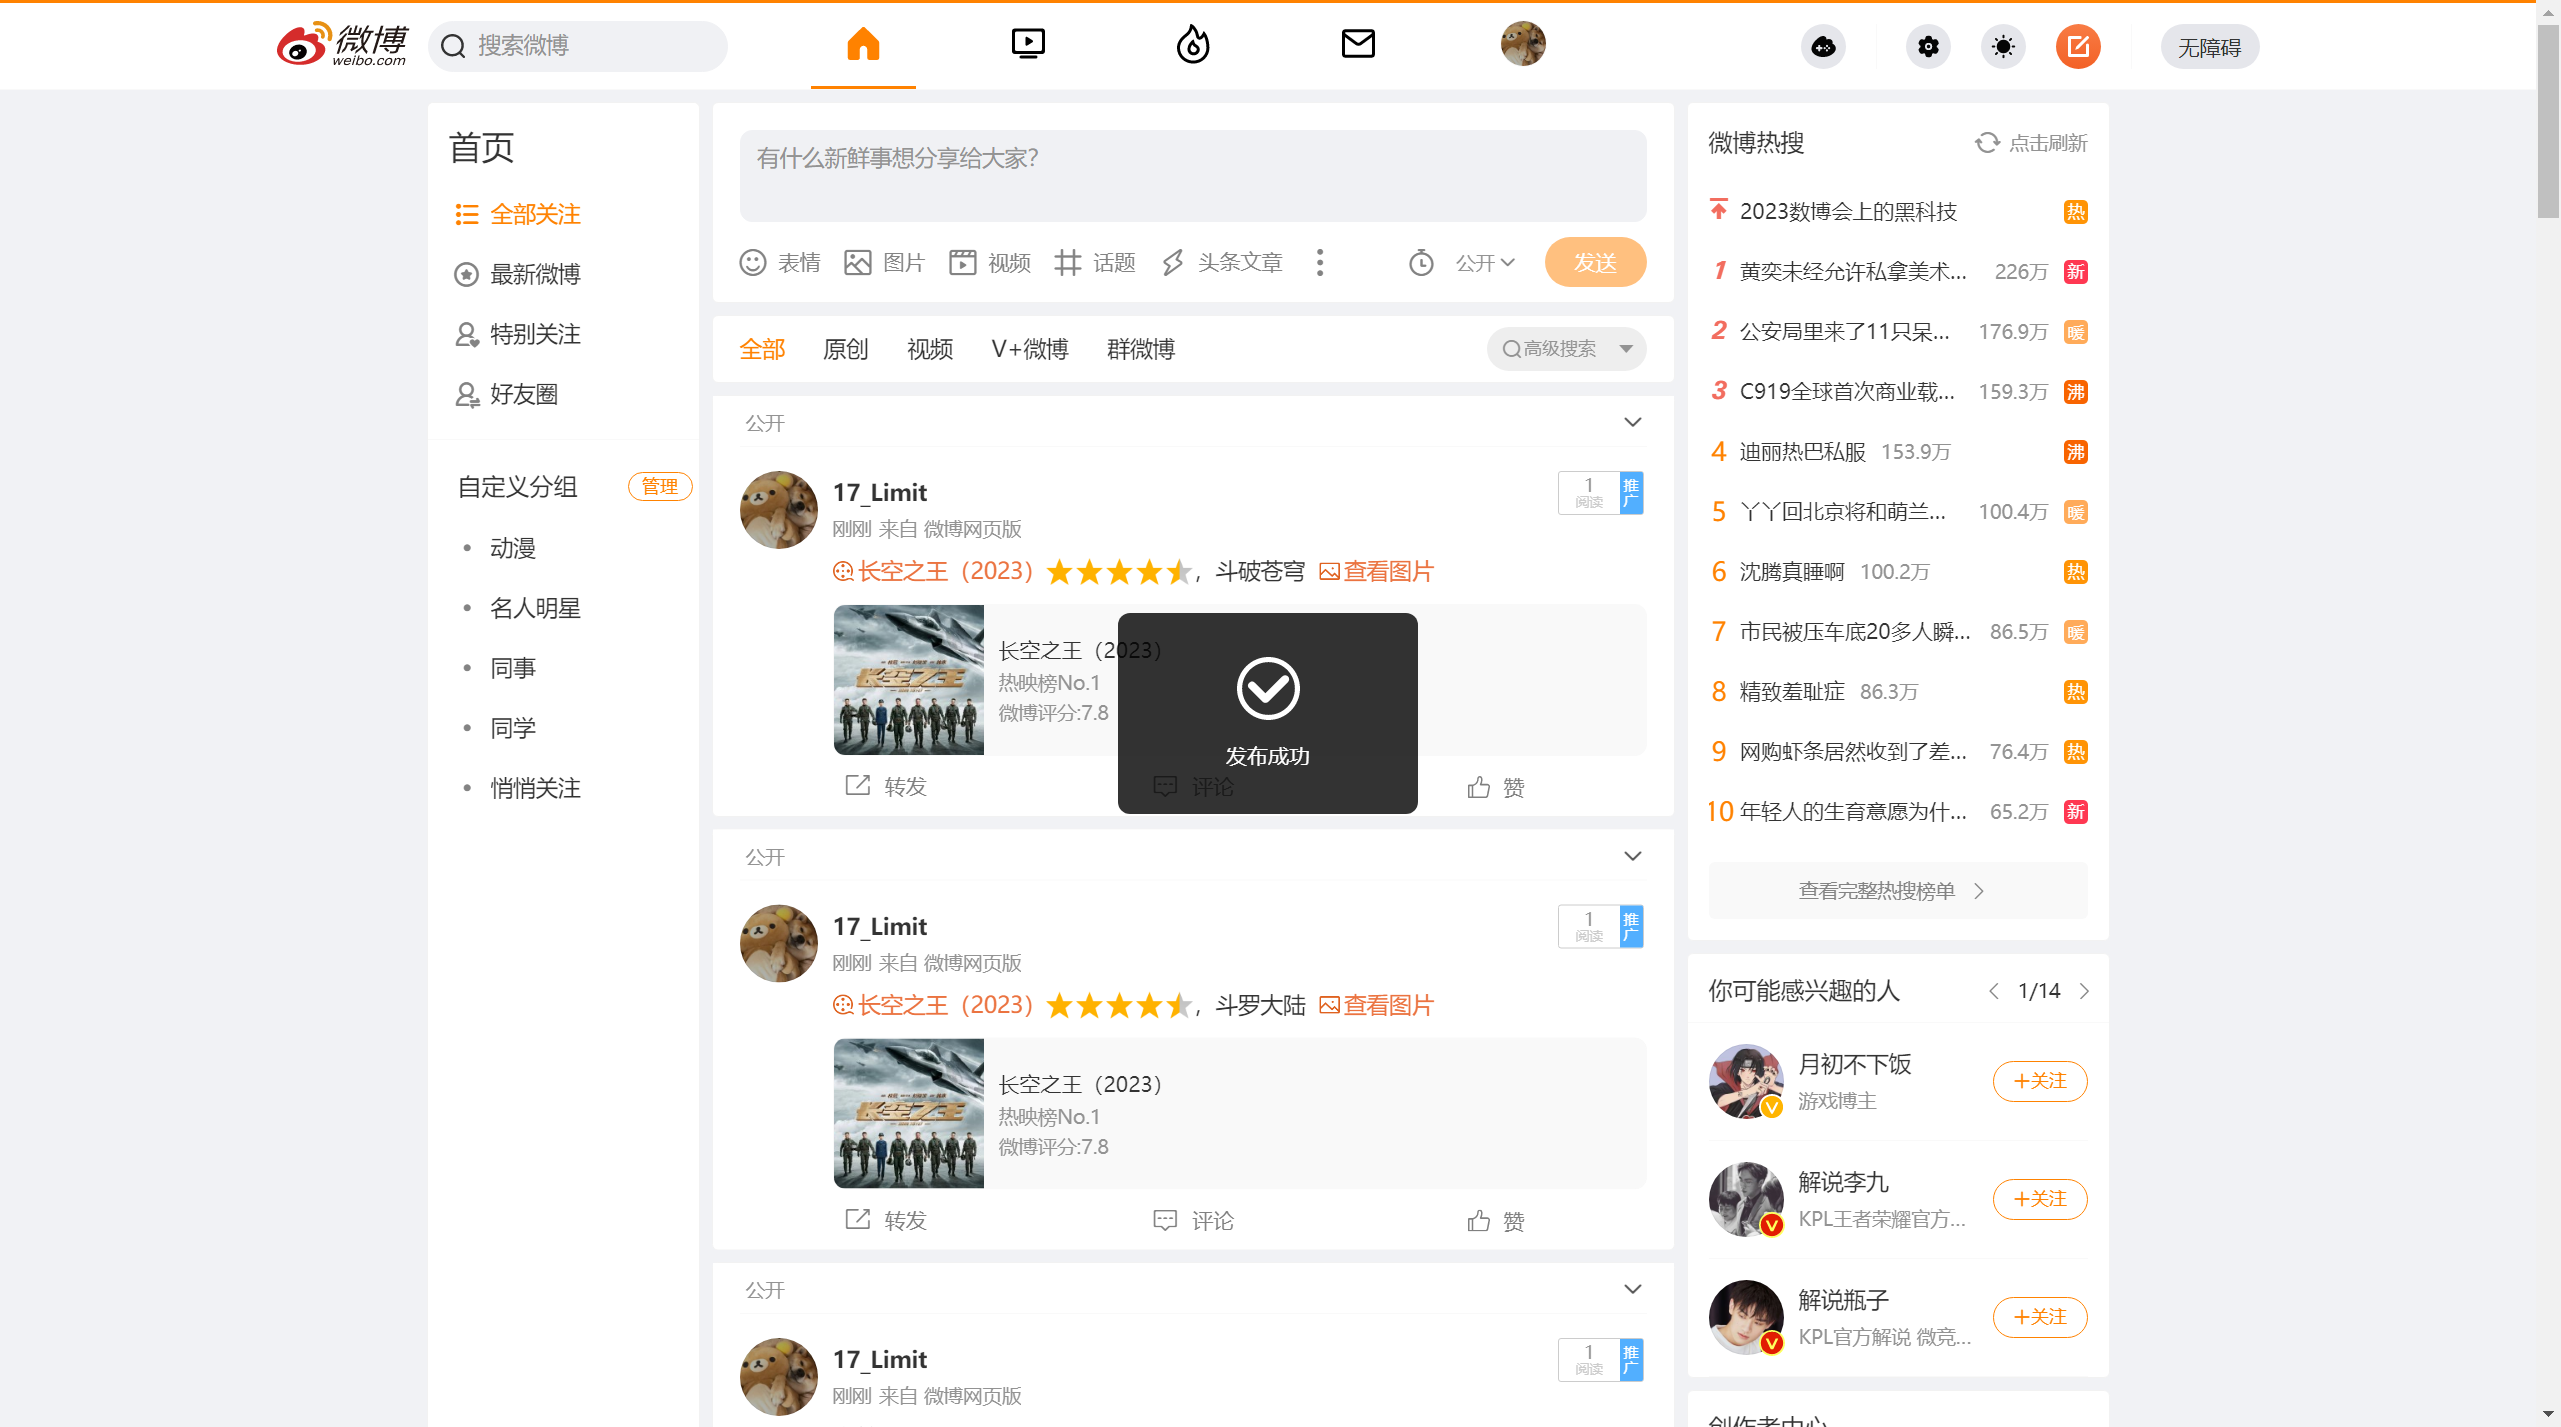 微博
weibo.com
搜索微博
无障碍
首页
全部关注
最新微博
特别关注
好友圈
自定义分组
管理
动漫
名人明星
同事
同学
悄悄关注
有什么新鲜事想分享给大家?
表情 图片 视频 话题 头条文章 公开 发送
全部 原创 视频 V+微博 群微博 高级搜索
公开
17_Limit
刚刚 来自 微博网页版
1
阅读
推广
长空之王（2023） ，斗破苍穹 查看图片
长空之王
长空之王（2023）
热映榜No.1
微博评分:7.8
发布成功
转发 评论 赞
公开
17_Limit
刚刚 来自 微博网页版
1
阅读
推广
长空之王（2023） ，斗罗大陆 查看图片
长空之王
长空之王（2023）
热映榜No.1
微博评分:7.8
转发 评论 赞
公开
17_Limit
刚刚 来自 微博网页版
1
阅读
推广
微博热搜 点击刷新
2023数博会上的黑科技 热
1 黄奕未经允许私拿美术... 226万 新
2 公安局里来了11只呆... 176.9万 暖
3 C919全球首次商业载... 159.3万 沸
4 迪丽热巴私服 153.9万 沸
5 丫丫回北京将和萌兰... 100.4万 暖
6 沈腾真睡啊 100.2万 热
7 市民被压车底20多人瞬... 86.5万 暖
8 精致羞耻症 86.3万 热
9 网购虾条居然收到了差... 76.4万 热
10 年轻人的生育意愿为什... 65.2万 新
查看完整热搜榜单
你可能感兴趣的人 1/14
月初不下饭
游戏博主
+关注
解说李九
KPL王者荣耀官方...
+关注
解说瓶子
KPL官方解说 微竞...
+关注
创作者中心